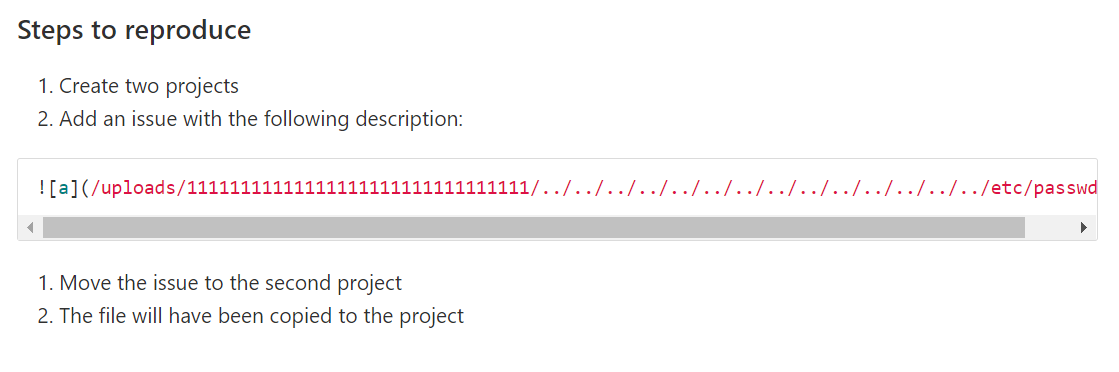 Steps to reproduce
1. Create two projects
2. Add an issue with the following description:
![a](/uploads/11111111111111111111111111111111/../../../../../../../../../../../../../../etc/passwd
1. Move the issue to the second project
2. The file will have been copied to the project